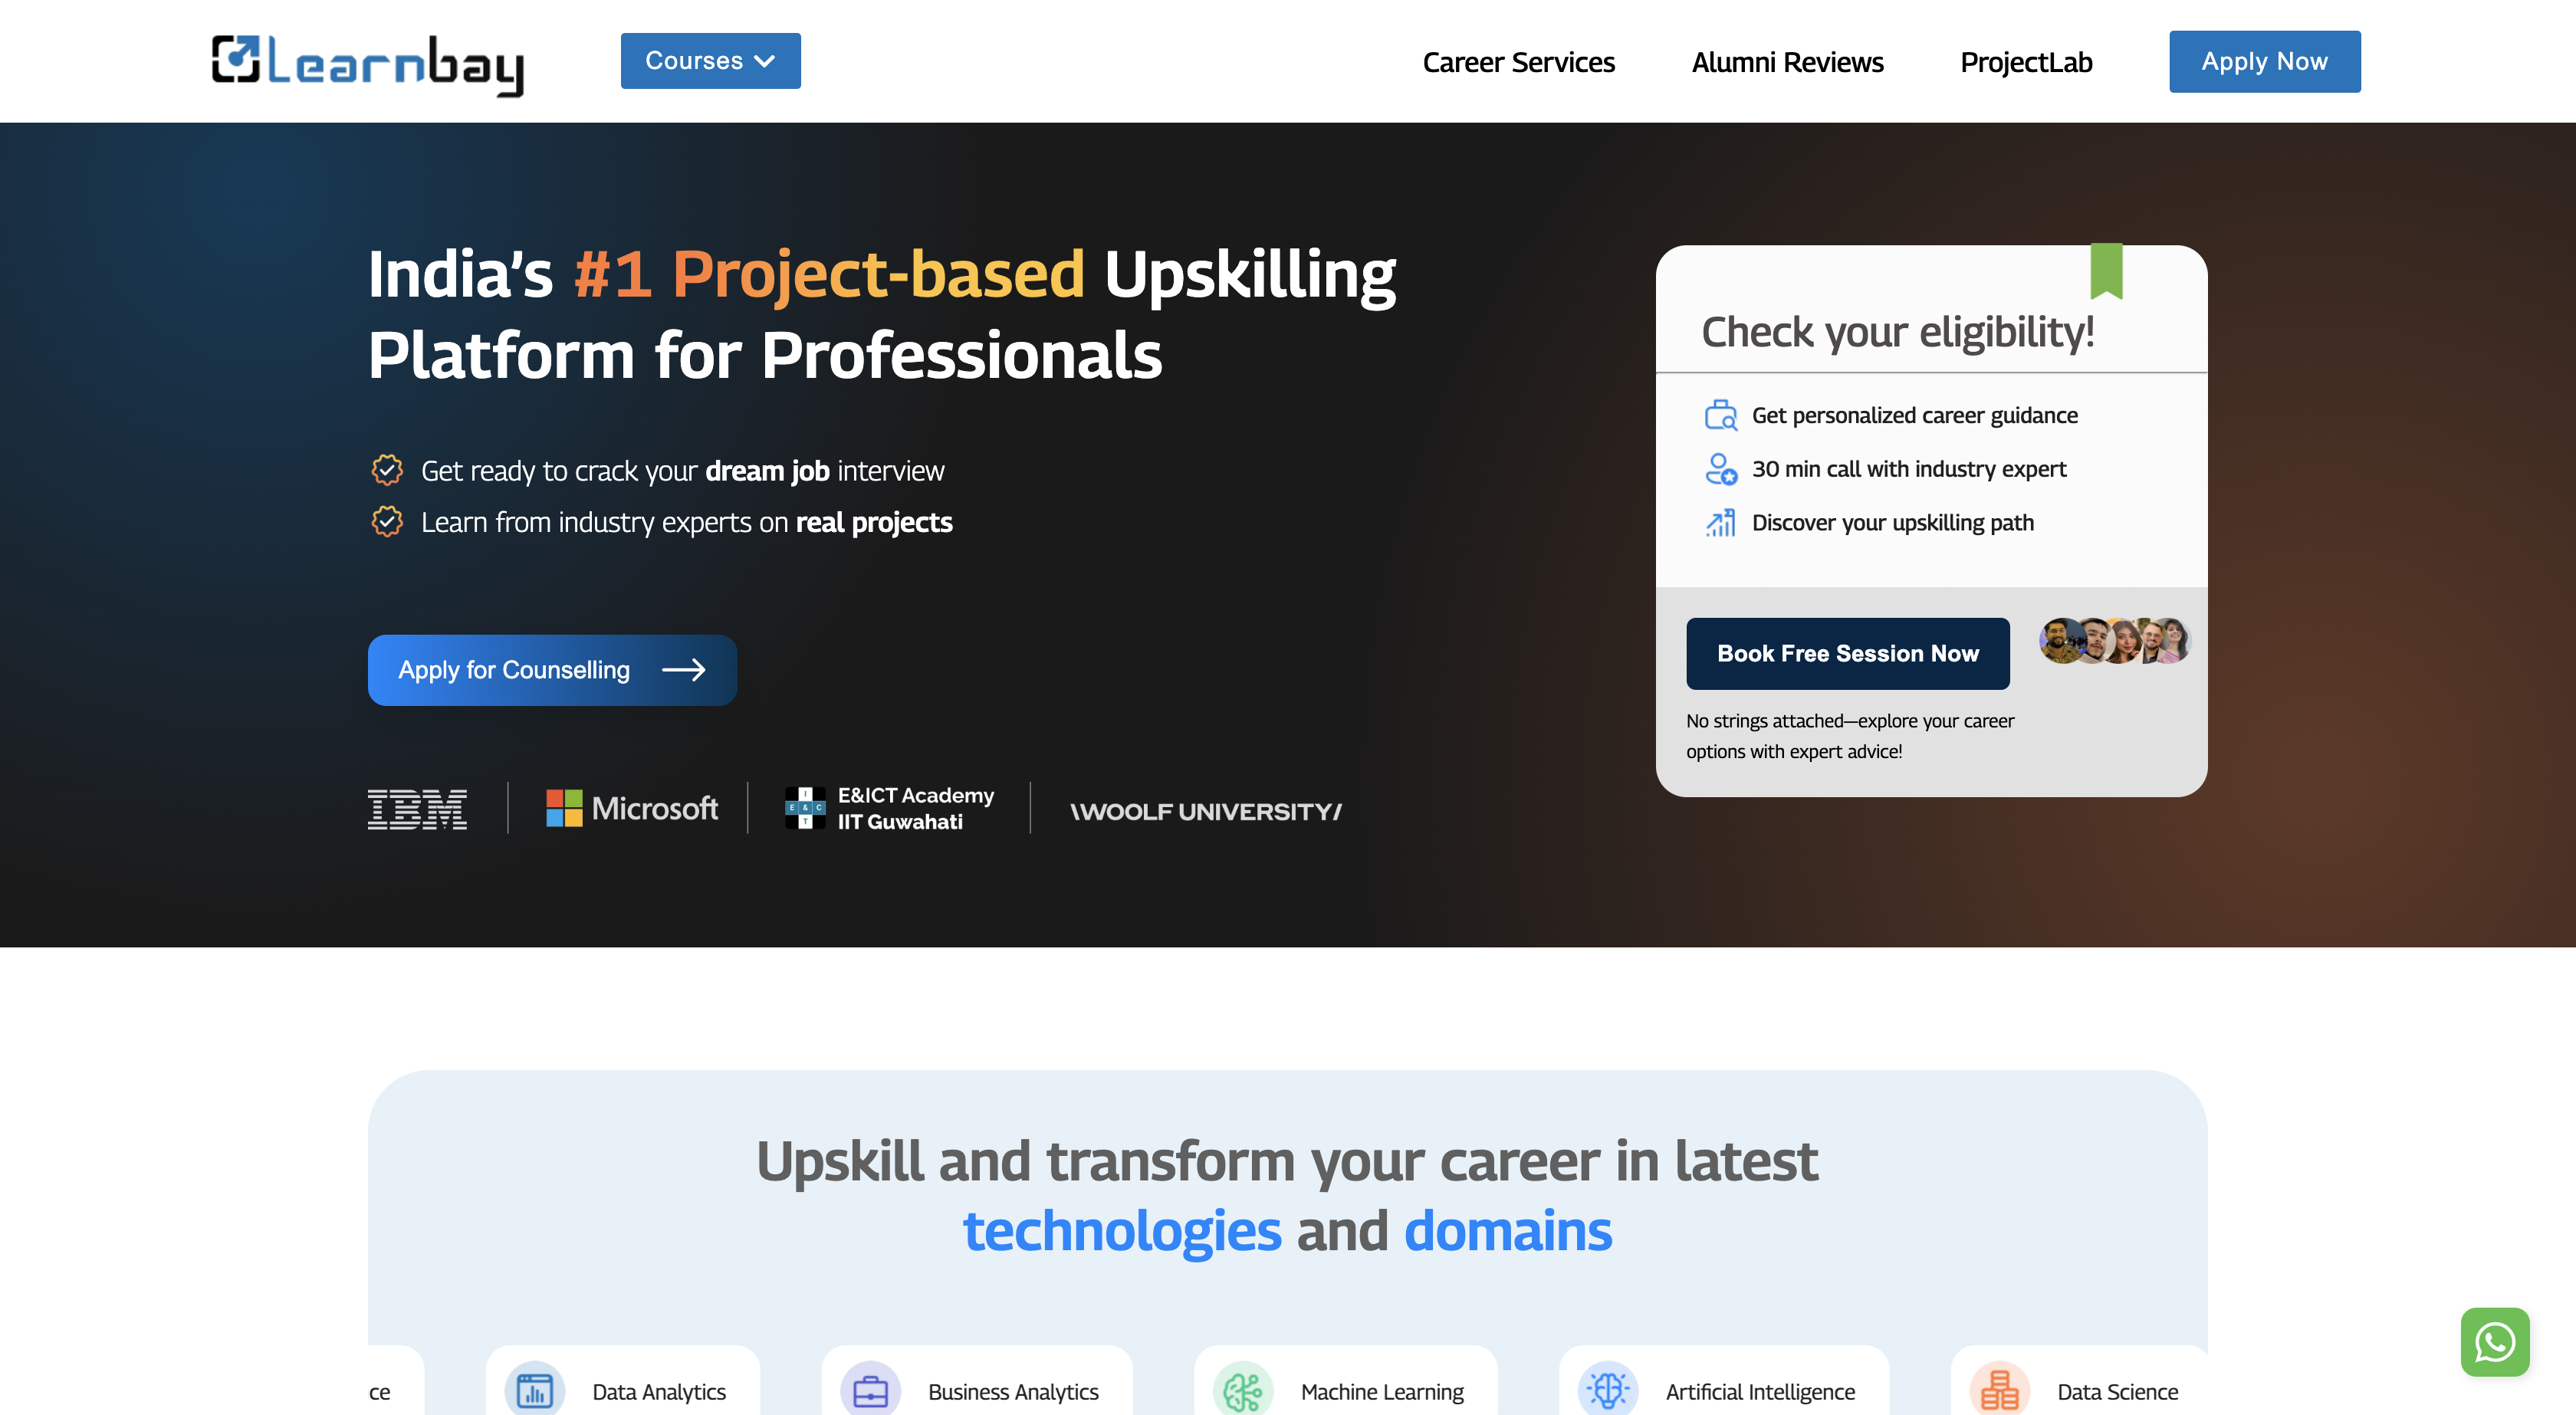 Learnbay
Courses
Career Services
Alumni Reviews
ProjectLab
Apply Now
India’s #1 Project-based Upskilling
Platform for Professionals
Get ready to crack your dream job interview
Learn from industry experts on real projects
Apply for Counselling
IBM
Microsoft
I
E & C
T
E&ICT Academy
IIT Guwahati
\WOOLF UNIVERSITY/
Check your eligibility!
Get personalized career guidance
30 min call with industry expert
Discover your upskilling path
Book Free Session Now
No strings attached—explore your career
options with expert advice!
Upskill and transform your career in latest
technologies and domains
ce
Data Analytics
Business Analytics
Machine Learning
Artificial Intelligence
Data Science